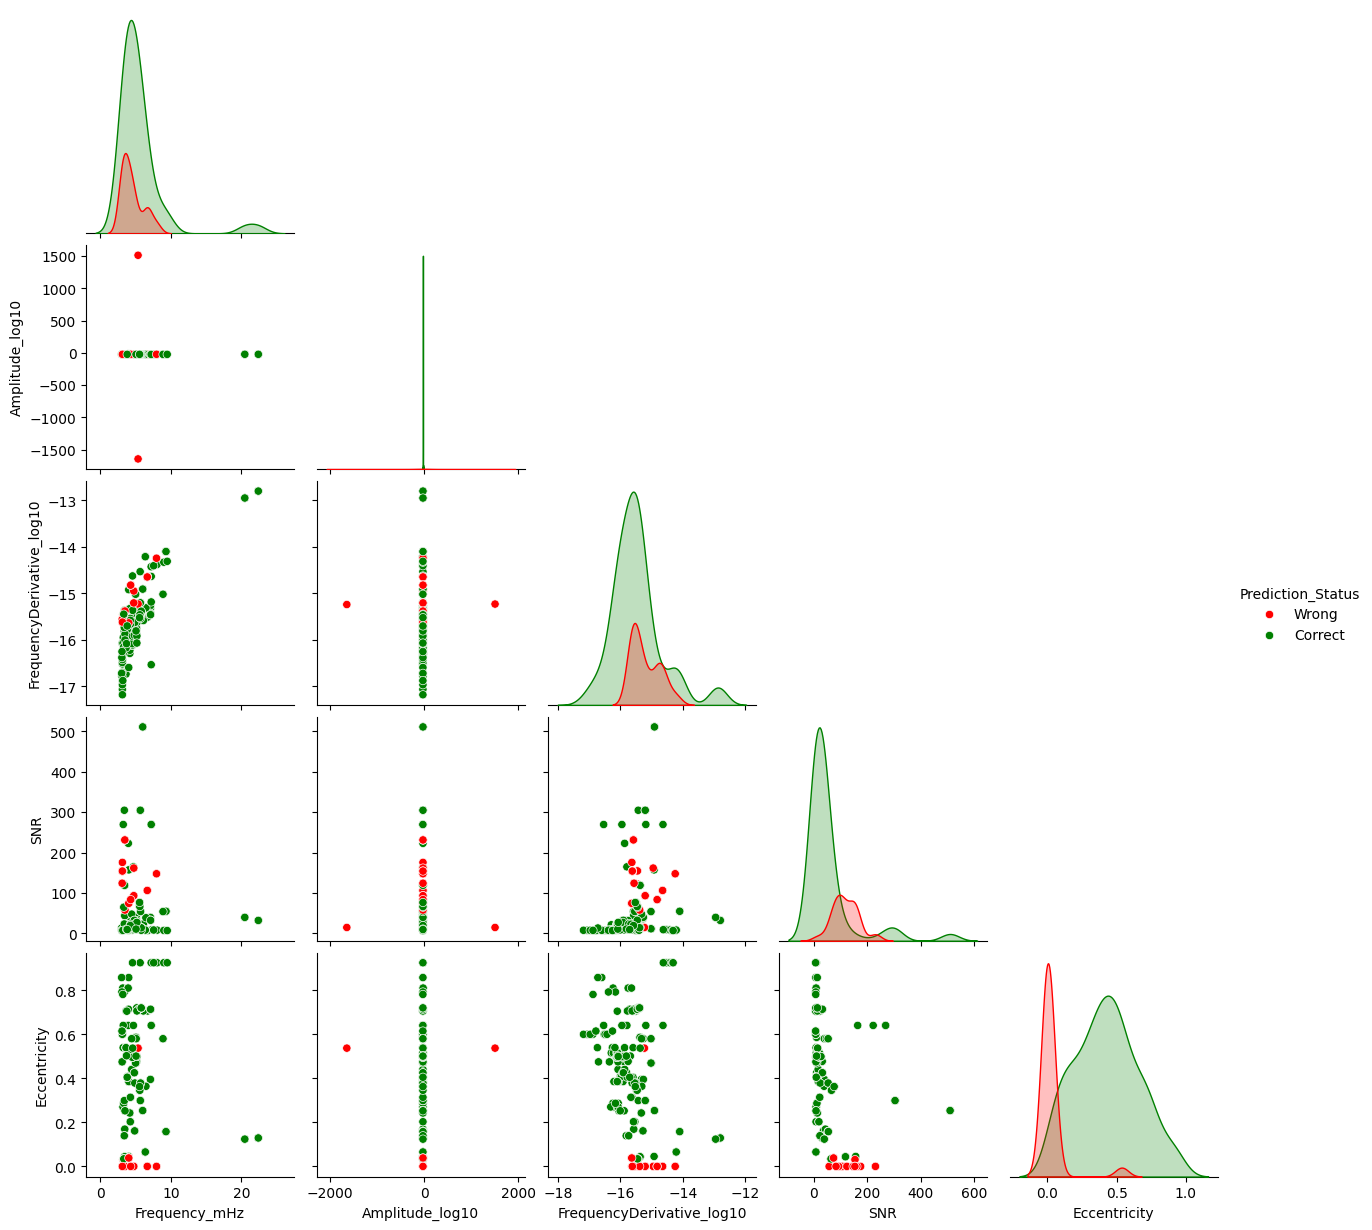 1500
1000
500
0
−500
−1000
−1500
Amplitude_log10
−13
−14
−15
−16
−17
FrequencyDerivative_log10
Prediction_Status
Wrong
Correct
500
400
300
200
100
0
SNR
0.8
0.6
0.4
0.2
0.0
Eccentricity
0 10 20
−2000 0 2000
−18 −16 −14 −12
0 200 400 600
0.0 0.5 1.0
Frequency_mHz
Amplitude_log10
FrequencyDerivative_log10
SNR
Eccentricity